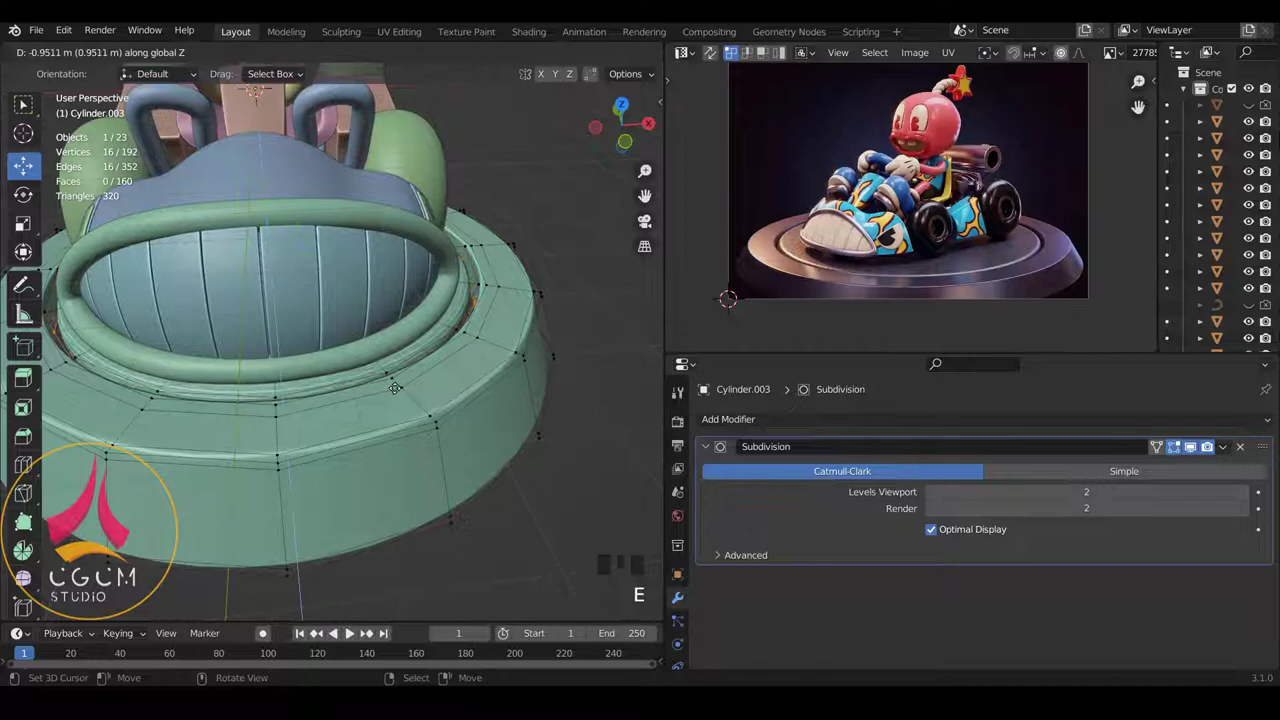 File Edit Render Window Help Layout Modeling Sculpting UV Editing Texture Paint Shading Animation Rendering Compositing Geometry Nodes Scripting Scene ViewLayer
D: -0.9511 m (0.9511 m) along global Z
View Select Image UV 27785
Orientation: Default Drag: Select Box X Y Z Options
Scene
Co
User Perspective
(1) Cylinder.003
Objects 1 / 23
Vertices 16 / 192
Edges 16 / 352
Faces 0 / 160
Triangles 320
Z
X
Cylinder.003 > Subdivision
Add Modifier
Subdivision
Catmull-Clark Simple
Levels Viewport 2
Render 2
Optimal Display
Advanced
E
CGCM
STUDIO
Playback Keying View Marker 1 Start 1 End 250
1 20 40 60 80 100 120 140 160 180 200 220 240
Set 3D Cursor Move Rotate View Select Move 3.1.0